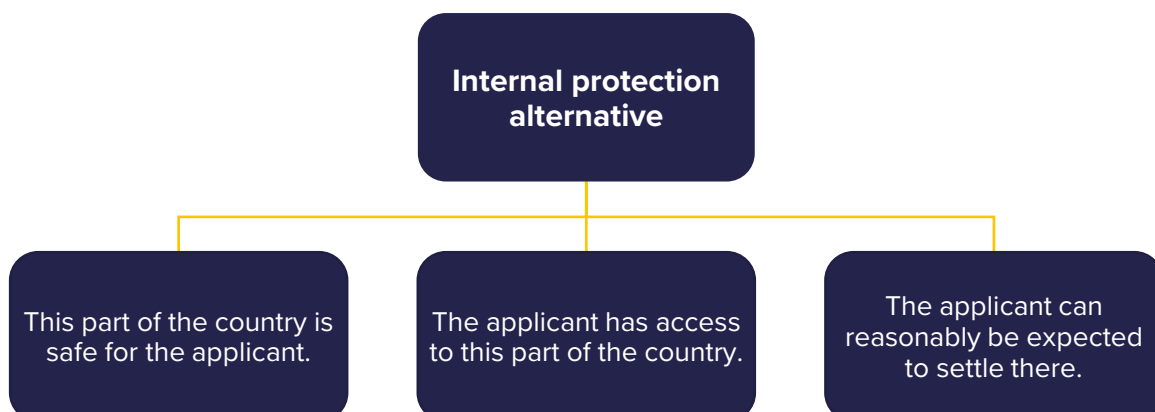 Internal protection
alternative
This part of the country is
safe for the applicant.
The applicant has access
to this part of the country.
The applicant can
reasonably be expected
to settle there.